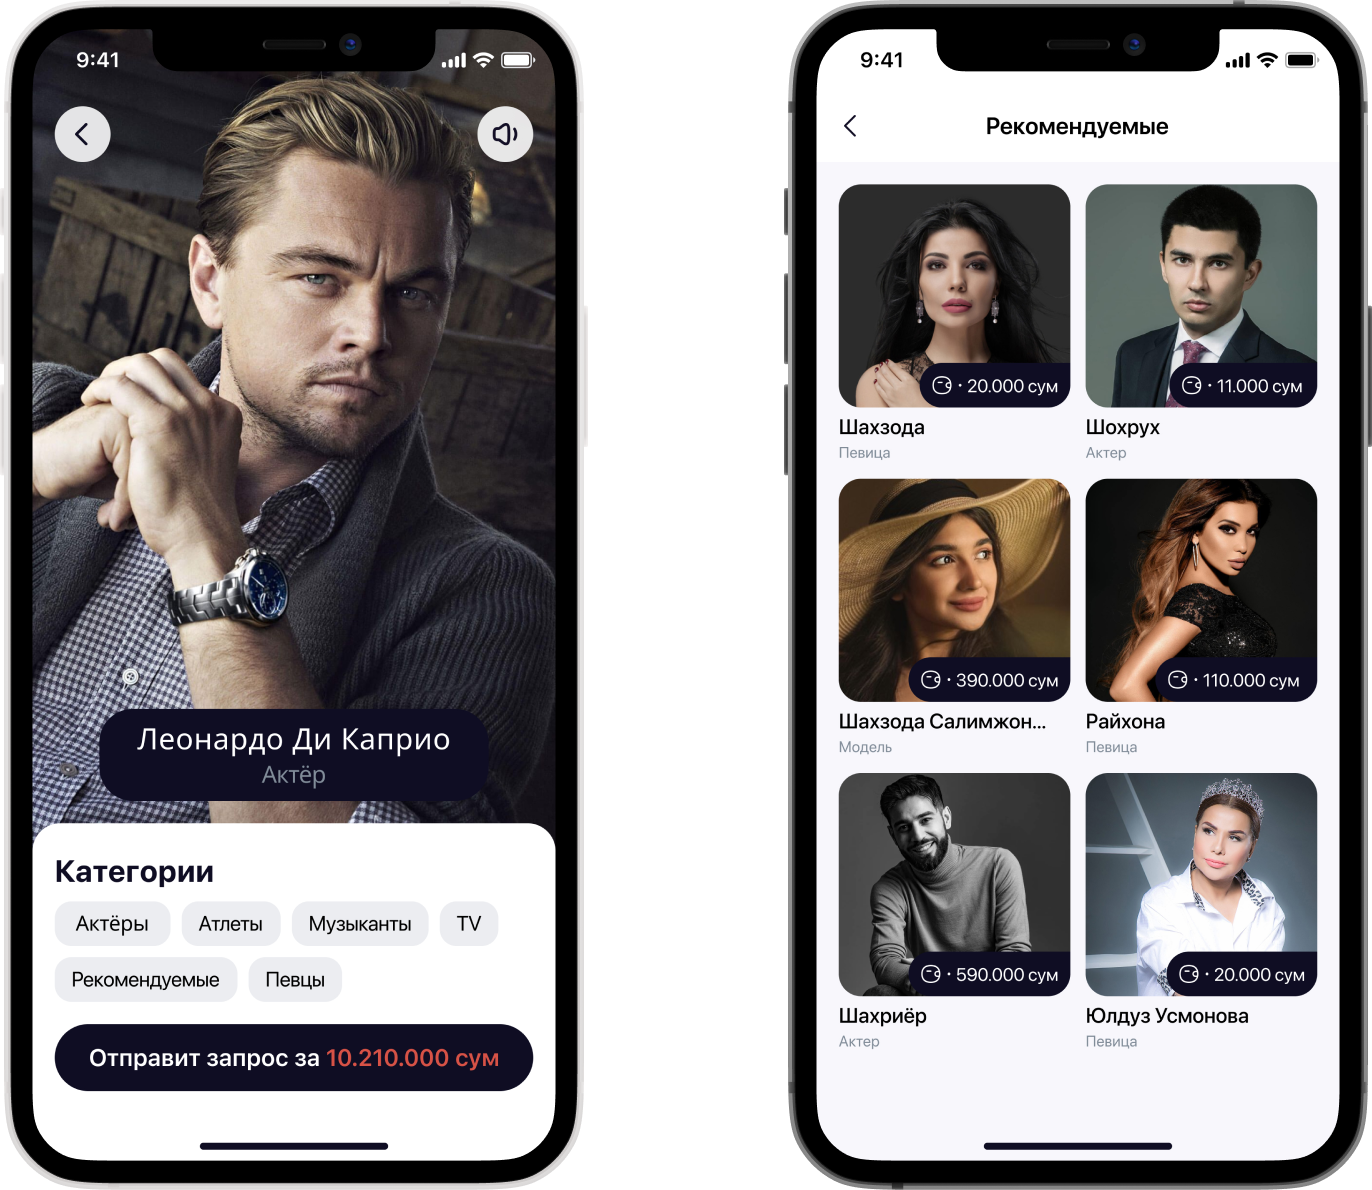 9:41
Леонардо Ди Каприо
Актёр
Категории
Актёры Атлеты Музыканты TV
Рекомендуемые Певцы
Отправит запрос за 10.210.000 сум
9:41
Рекомендуемые
· 20.000 сум · 11.000 сум
Шахзода Шохрух
Певица Актер
· 390.000 сум · 110.000 сум
Шахзода Салимжон... Райхона
Модель Певица
· 590.000 сум · 20.000 сум
Шахриёр Юлдуз Усмонова
Актер Певица